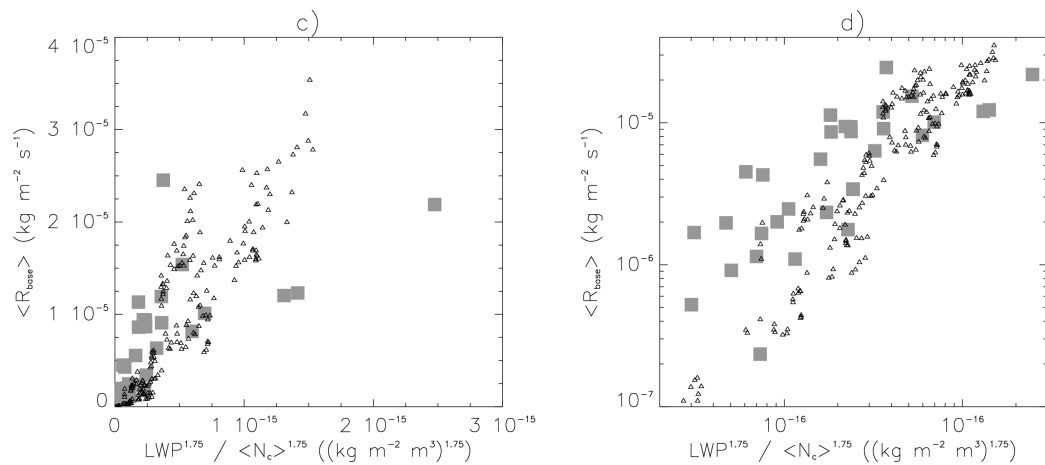 c)
4 10⁻⁵
3 10⁻⁵
2 10⁻⁵
1 10⁻⁵
0
<R_base> (kg m⁻² s⁻¹)
0
1 10⁻¹⁵
2 10⁻¹⁵
3 10⁻¹⁵
LWP^1.75 / <N_c>^1.75 ((kg m⁻² m³)^1.75)
d)
10⁻⁵
10⁻⁶
10⁻⁷
<R_base> (kg m⁻² s⁻¹)
10⁻¹⁶
10⁻¹⁶
LWP^1.75 / <N_c>^1.75 ((kg m⁻² m³)^1.75)